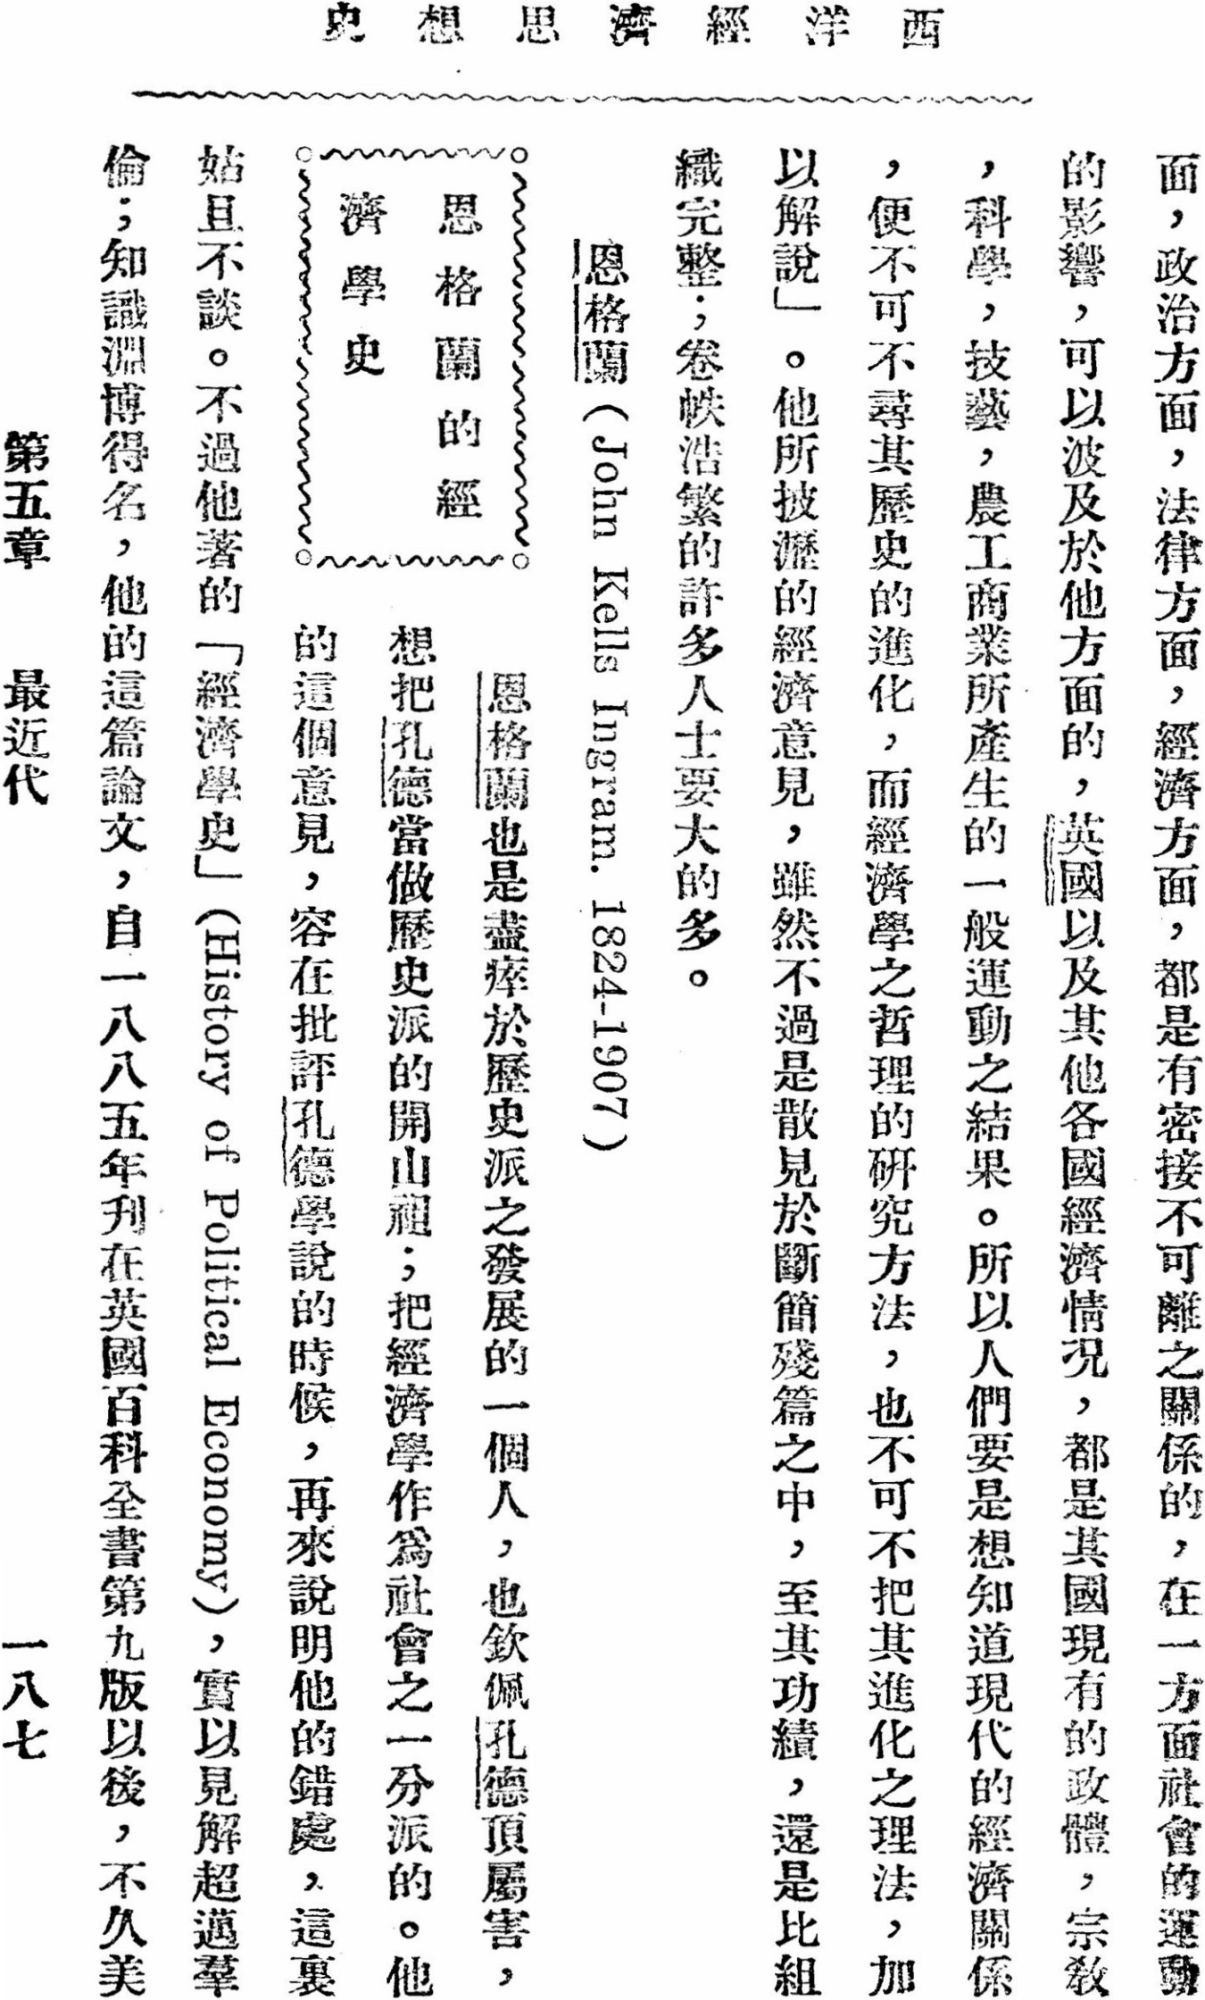 西洋經濟思想史
面，政治方面，法律方面，經濟方面，都是有密接不可離之關係的，在一方面社會的運動
的影響，可以波及於他方面的，英國以及其他各國經濟情況，都是其國現有的政體，宗教
，科學，技藝，農工商業所產生的一般運動之結果。所以人們要是想知道現代的經濟關係
，便不可不尋其歷史的進化，而經濟學之哲理的研究方法，也不可不把其進化之理法，加
以解說」。他所披瀝的經濟意見，雖然不過是散見於斷簡殘篇之中，至其功績，還是比組
織完整；卷帙浩繁的許多人士要大的多。
恩格蘭（John Kells Ingram. 1824-1907）
恩格蘭的經
濟學史
恩格蘭也是盡瘁於歷史派之發展的一個人，也欽佩孔德頂屬害，
想把孔德當做歷史派的開山祖；把經濟學作爲社會之一分派的。他
的這個意見，容在批評孔德學說的時候，再來說明他的錯處，這裏
姑且不談。不過他著的「經濟學史」（History of Political Economy），實以見解超邁羣
倫；知識淵博得名，他的這篇論文，自一八八五年刋在英國百科全書第九版以後，不久美
第五章　最近代　一八七